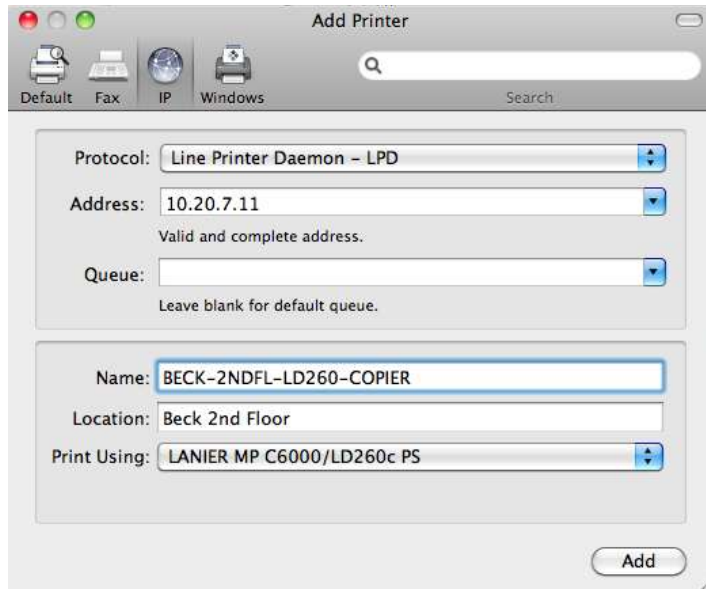 Add Printer
Default Fax IP Windows Search
Protocol: Line Printer Daemon – LPD
Address: 10.20.7.11
Valid and complete address.
Queue:
Leave blank for default queue.
Name: BECK-2NDFL-LD260-COPIER
Location: Beck 2nd Floor
Print Using: LANIER MP C6000/LD260c PS
Add